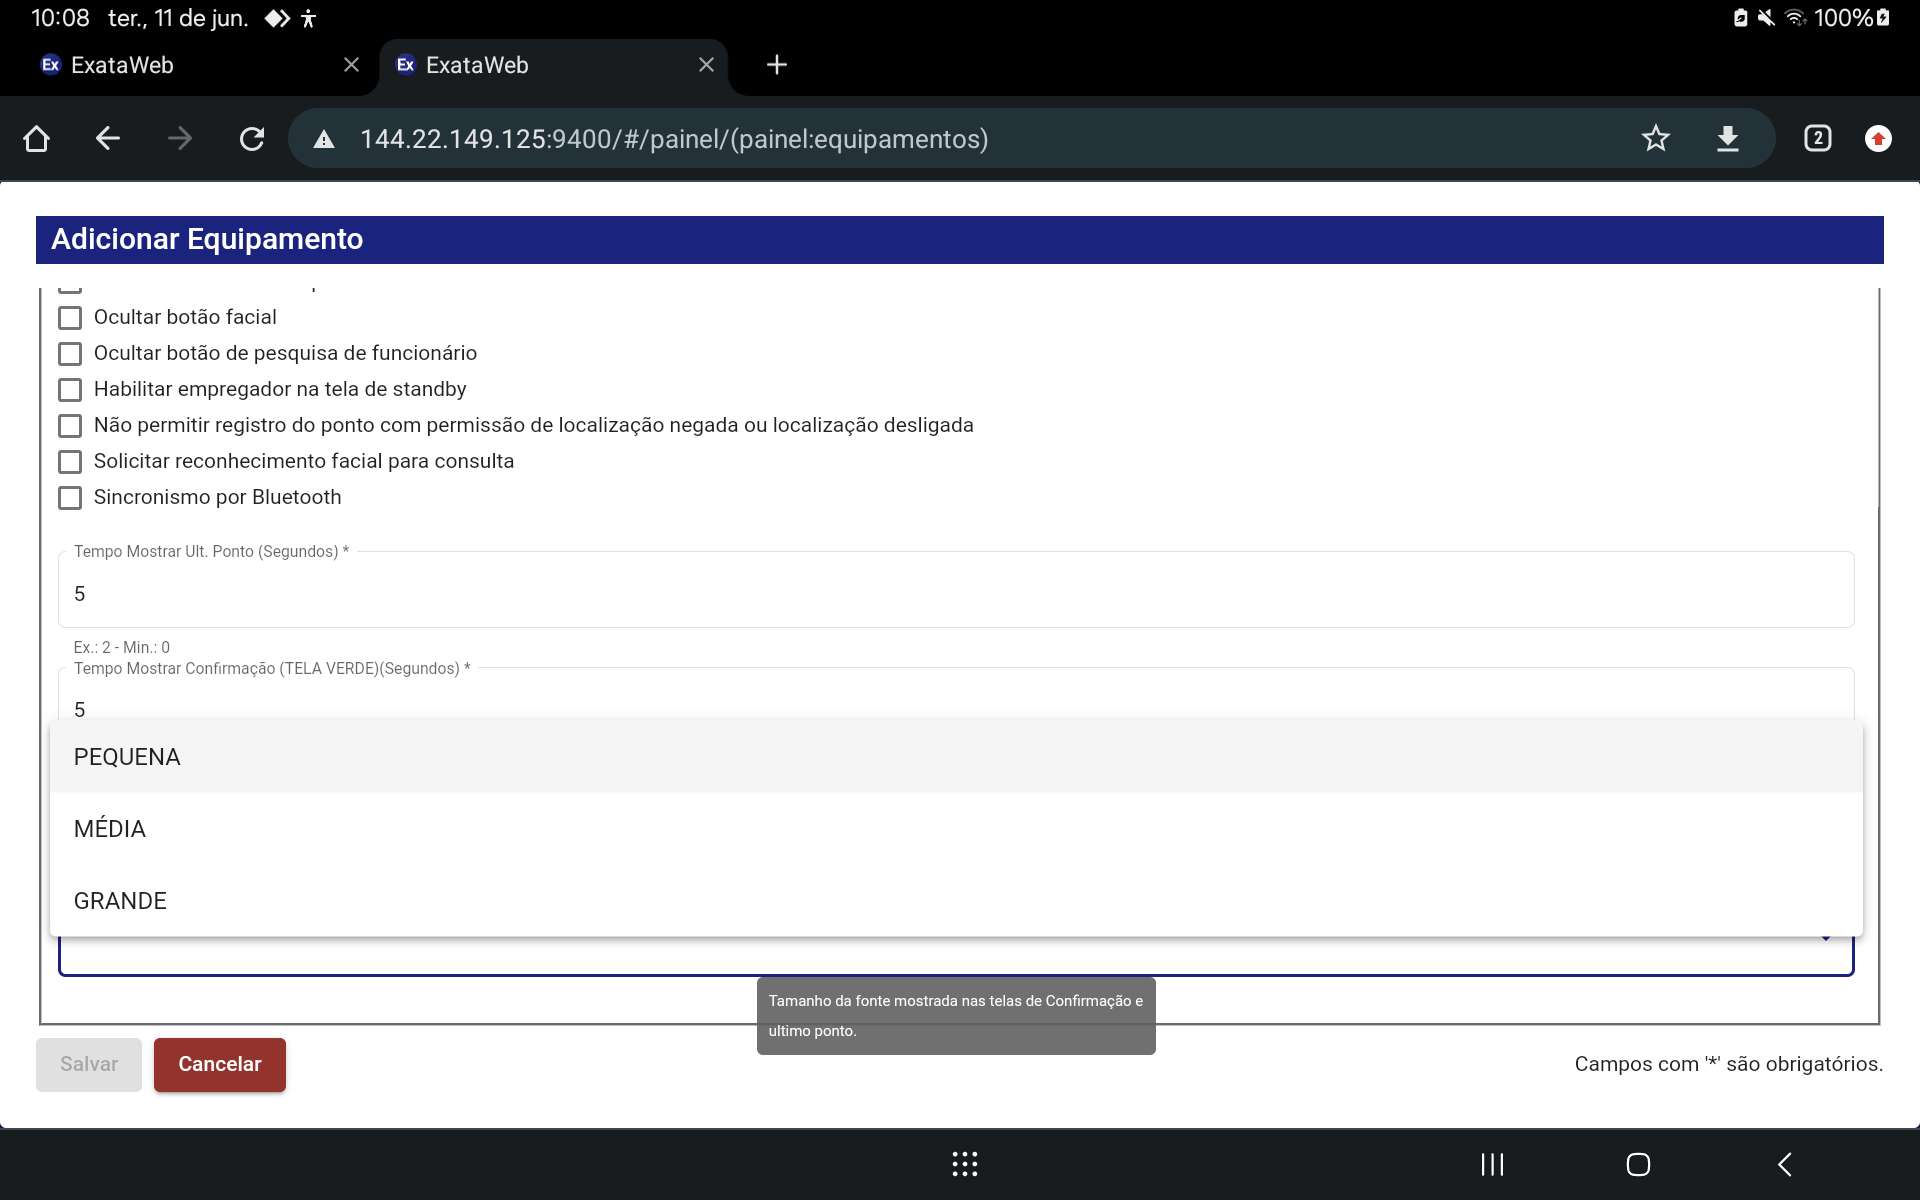 10:08 ter., 11 de jun. 100%
Ex ExataWeb Ex ExataWeb
144.22.149.125:9400/#/painel/(painel:equipamentos) 2
Adicionar Equipamento
Ocultar botão facial
Ocultar botão de pesquisa de funcionário
Habilitar empregador na tela de standby
Não permitir registro do ponto com permissão de localização negada ou localização desligada
Solicitar reconhecimento facial para consulta
Sincronismo por Bluetooth
Tempo Mostrar Ult. Ponto (Segundos) *
5
Ex.: 2 - Min.: 0
Tempo Mostrar Confirmação (TELA VERDE)(Segundos) *
5
PEQUENA
MÉDIA
GRANDE
Tamanho da fonte mostrada nas telas de Confirmação e
ultimo ponto.
Salvar Cancelar Campos com '*' são obrigatórios.